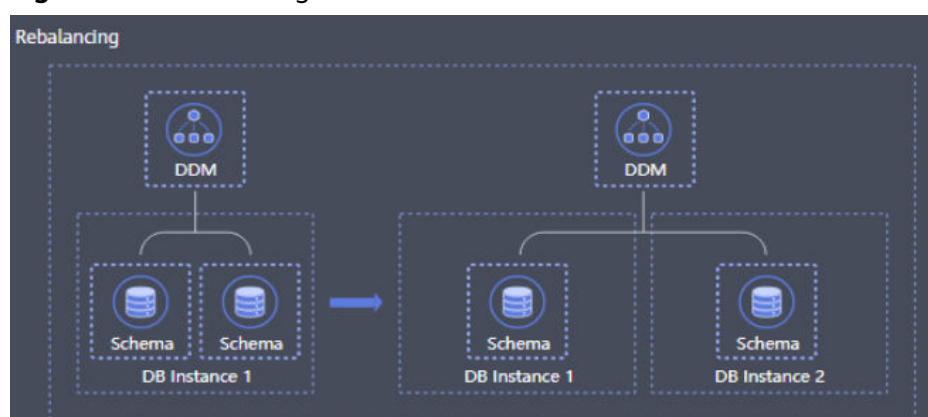 Rebalancing
DDM
DDM
Schema
Schema
Schema
Schema
DB Instance 1
DB Instance 1
DB Instance 2